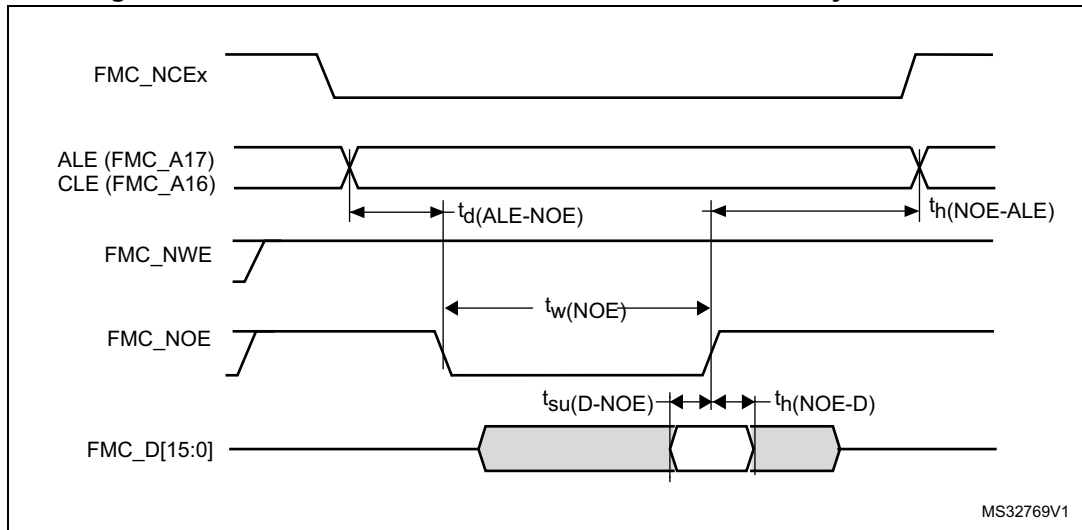 FMC_NCEx
ALE (FMC_A17)
CLE (FMC_A16)
td(ALE-NOE)
th(NOE-ALE)
FMC_NWE
tw(NOE)
FMC_NOE
tsu(D-NOE)
th(NOE-D)
FMC_D[15:0]
MS32769V1